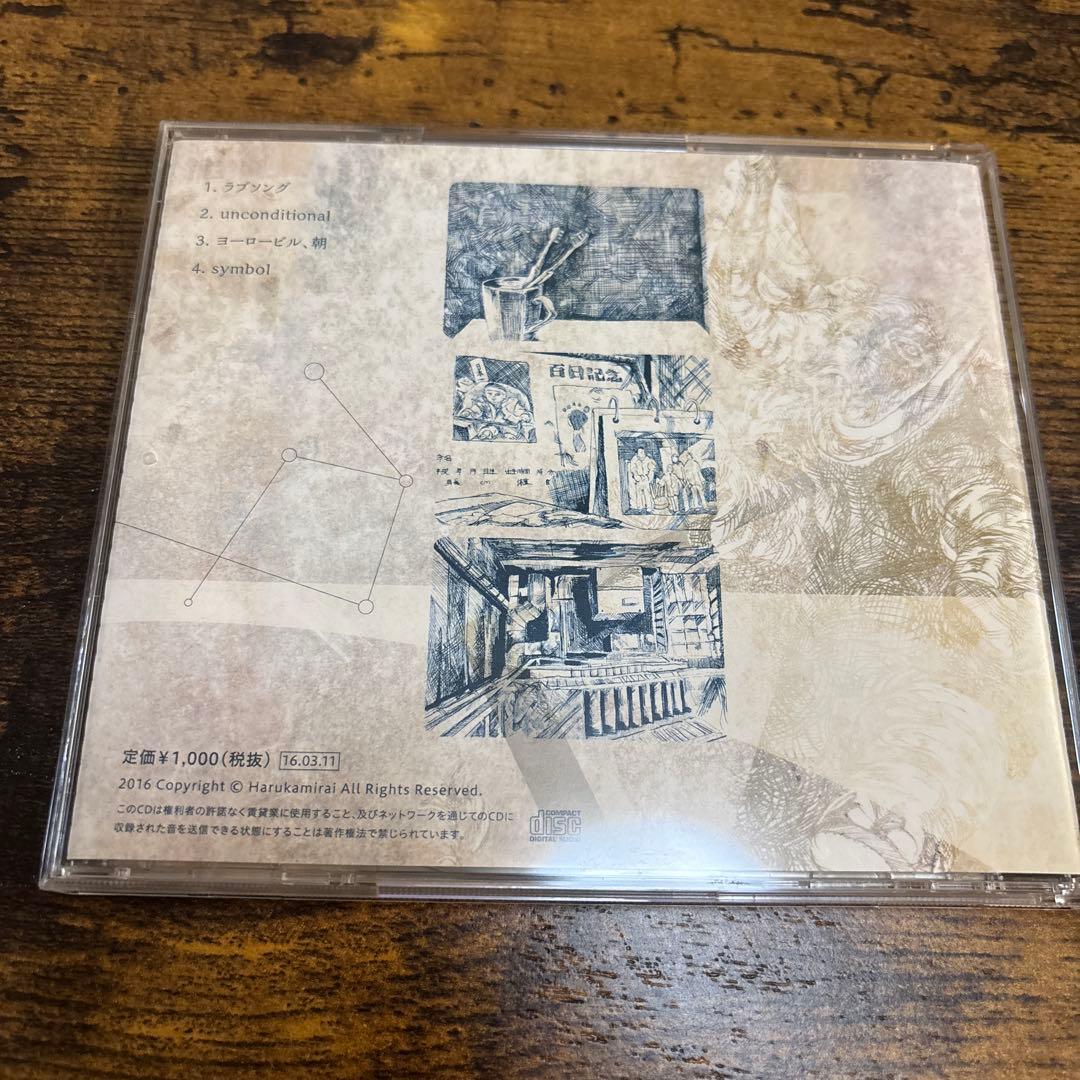 1. ラブソング
2. unconditional
3. ヨーロービル、朝
4. symbol
百日記念
cm
定価¥1,000(税抜) 16.03.11
2016 Copyright © Harukamirai All Rights Reserved.
このCDは権利者の許諾なく賃貸業に使用すること、及びネットワークを通じてのCDに
収録された音を送信できる状態にすることは著作権法で禁じられています。
COMPACT
disc
DIGITAL AUDIO